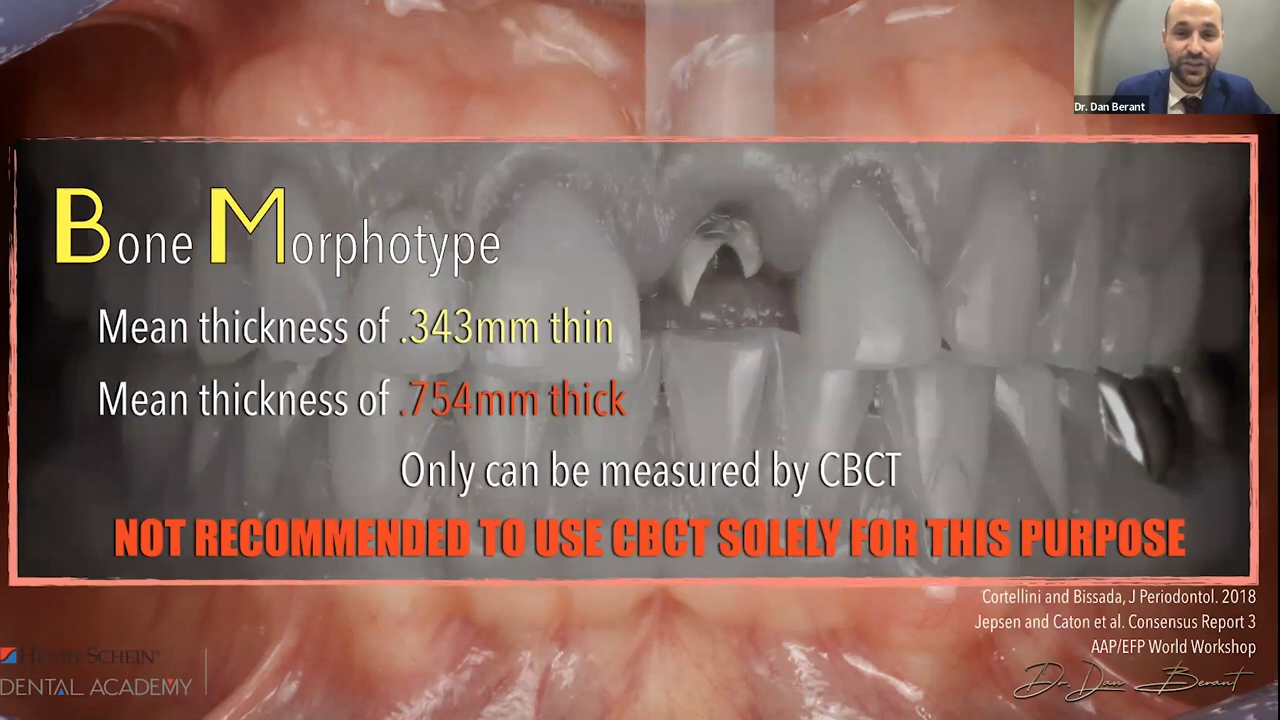 Dr. Dan Berant
Bone Morphotype
Mean thickness of .343mm thin
Mean thickness of .754mm thick
Only can be measured by CBCT
NOT RECOMMENDED TO USE CBCT SOLELY FOR THIS PURPOSE
Cortellini and Bissada, J Periodontol. 2018
Jepsen and Caton et al. Consensus Report 3
AAP/EFP World Workshop
HENRY SCHEIN®
DENTAL ACADEMY
Dr. Dan Berant